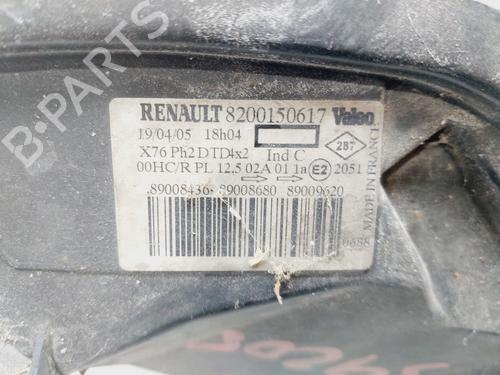 RENAULT 8200150617 Valeo
19/04/05 18h04
287
X76 Ph2 DTD4x2 Ind C
00HC/R PL 12.5 02A 01 1a E2 2051
89008436 89008680 89009620
MADE IN FRANCE
0688
B-PARTS